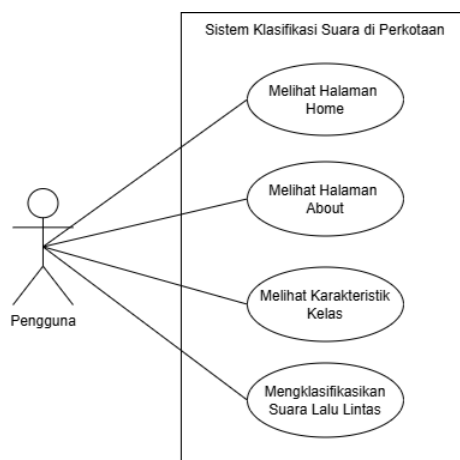 Sistem Klasifikasi Suara di Perkotaan
Melihat Halaman
Home
Melihat Halaman
About
Pengguna
Melihat Karakteristik
Kelas
Mengklasifikasikan
Suara Lalu Lintas